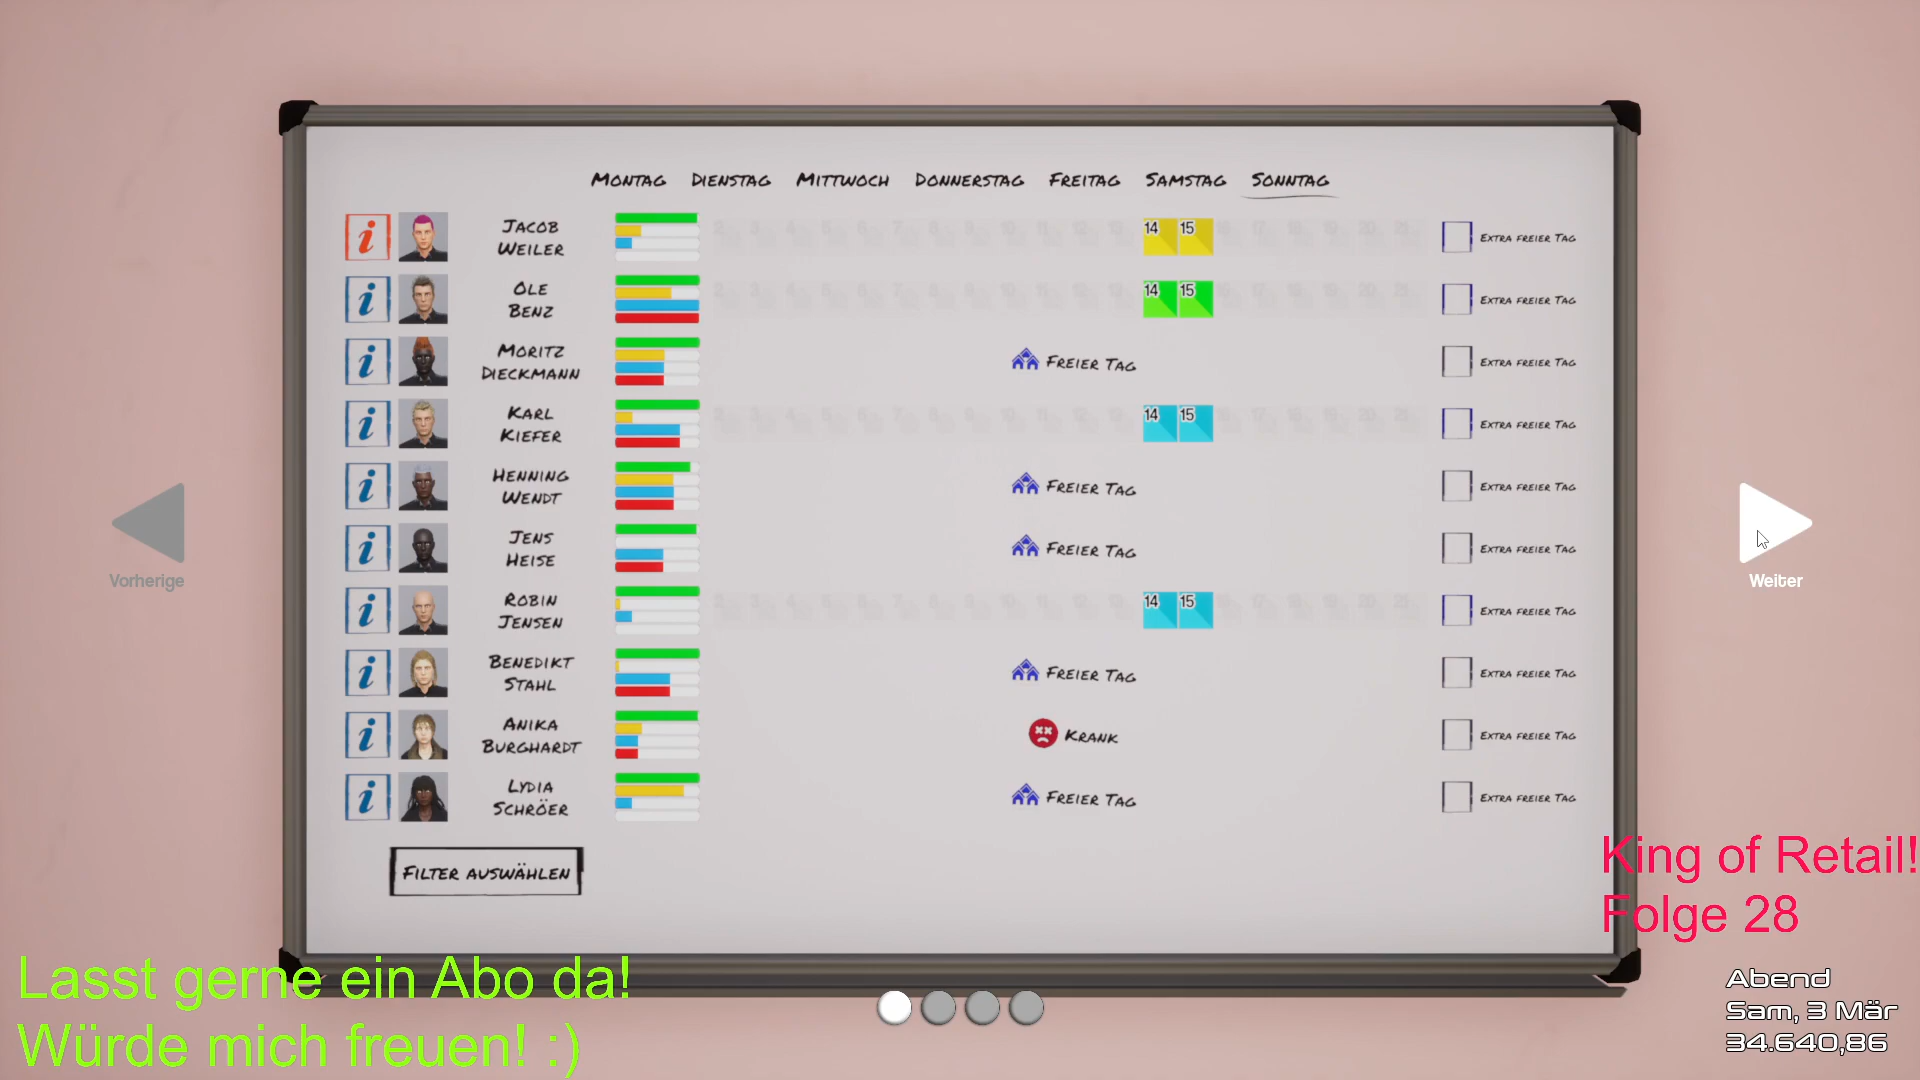 Montag Dienstag Mittwoch Donnerstag Freitag Samstag Sonntag
Jacob Weiler 14 15 Extra freier Tag
Ole Benz 14 15 Extra freier Tag
Moritz Dieckmann Freier Tag Extra freier Tag
Karl Kiefer 14 15 Extra freier Tag
Henning Wendt Freier Tag Extra freier Tag
Jens Heise Freier Tag Extra freier Tag
Robin Jensen 14 15 Extra freier Tag
Benedikt Stahl Freier Tag Extra freier Tag
Anika Burghardt Krank Extra freier Tag
Lydia Schröer Freier Tag Extra freier Tag
Vorherige
Weiter
Filter auswählen
King of Retail!
Folge 28
Lasst gerne ein Abo da!
Würde mich freuen! :)
Abend
Sam, 3 Mär
34.640,86